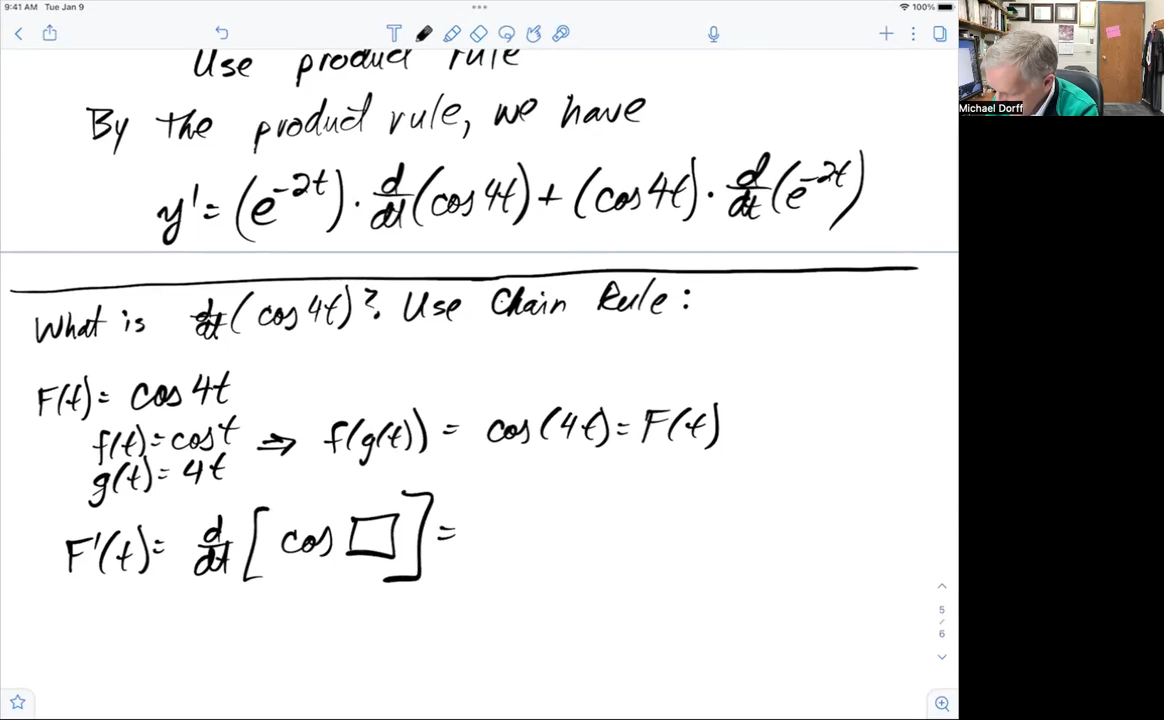 9:41 AM Tue Jan 9
100%
Michael Dorff
Use product rule
By the product rule, we have
y' = (e^{-2t}) · d/dt (cos 4t) + (cos 4t) · d/dt (e^{-2t})
What is d/dt (cos 4t)? Use Chain Rule:
F(t) = cos 4t
f(t) = cos t ⇒ f(g(t)) = cos(4t) = F(t)
g(t) = 4t
F'(t) = d/dt [ cos □ ] =
5
/
6